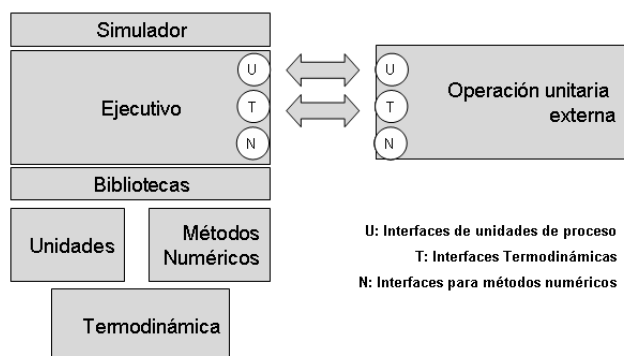 Simulador
Ejecutivo
U
T
N
U
T
N
Operación unitaria
externa
Bibliotecas
Unidades
Métodos
Numéricos
Termodinámica
U: Interfaces de unidades de proceso
T: Interfaces Termodinámicas
N: Interfaces para métodos numéricos